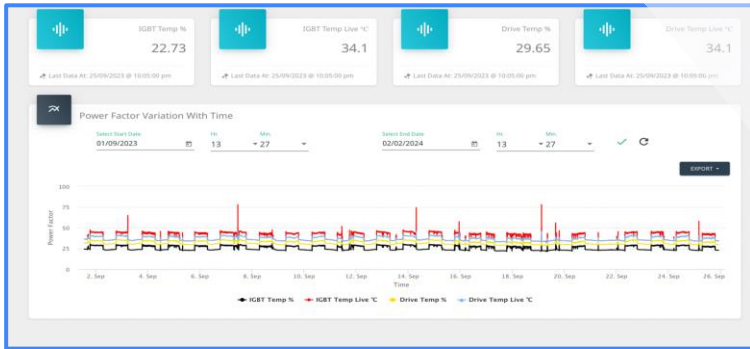 IGBT Temp %
22.73
Last Data At: 25/09/2023 @ 10:05:00 pm
IGBT Temp Live °C
34.1
Last Data At: 25/09/2023 @ 10:05:00 pm
Drive Temp %
29.65
Last Data At: 25/09/2023 @ 10:05:00 pm
Drive Temp Live °C
34.1
Last Data At: 25/09/2023 @ 10:05:00 pm
Power Factor Variation With Time
Select Start Date Hr. Min. Select End Date Hr. Min.
01/09/2023 13 27 02/02/2024 13 27
EXPORT
100
75
50
25
0
Power Factor
2. Sep 4. Sep 6. Sep 8. Sep 10. Sep 12. Sep 14. Sep 16. Sep 18. Sep 20. Sep 22. Sep 24. Sep 26. Sep
Time
IGBT Temp % IGBT Temp Live °C Drive Temp % Drive Temp Live °C